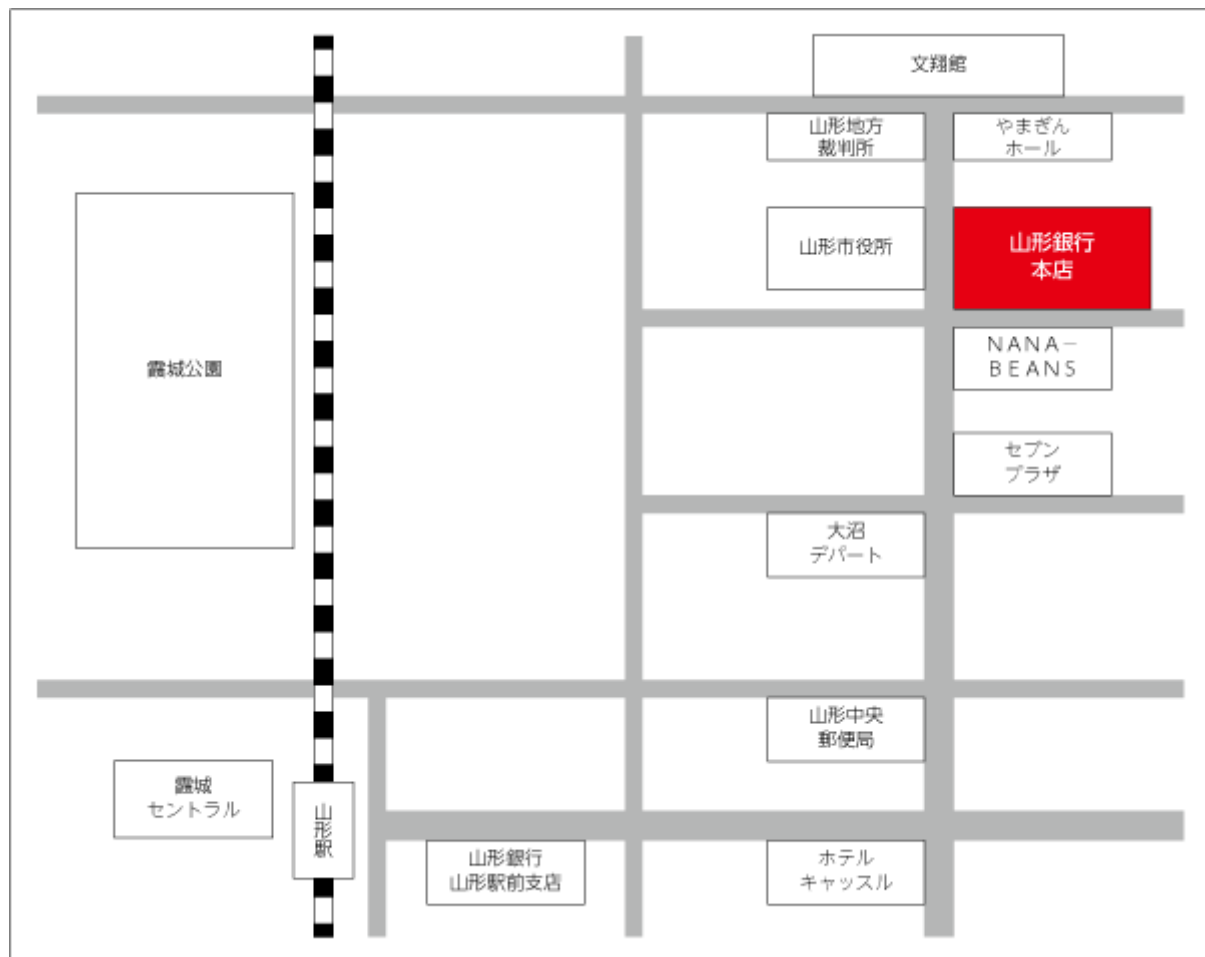 文翔館
山形地方
裁判所
やまぎん
ホール
山形市役所
山形銀行
本店
NANA－
BEANS
霞城公園
セブン
プラザ
大沼
デパート
山形中央
郵便局
霞城
セントラル
山形駅
山形銀行
山形駅前支店
ホテル
キャッスル